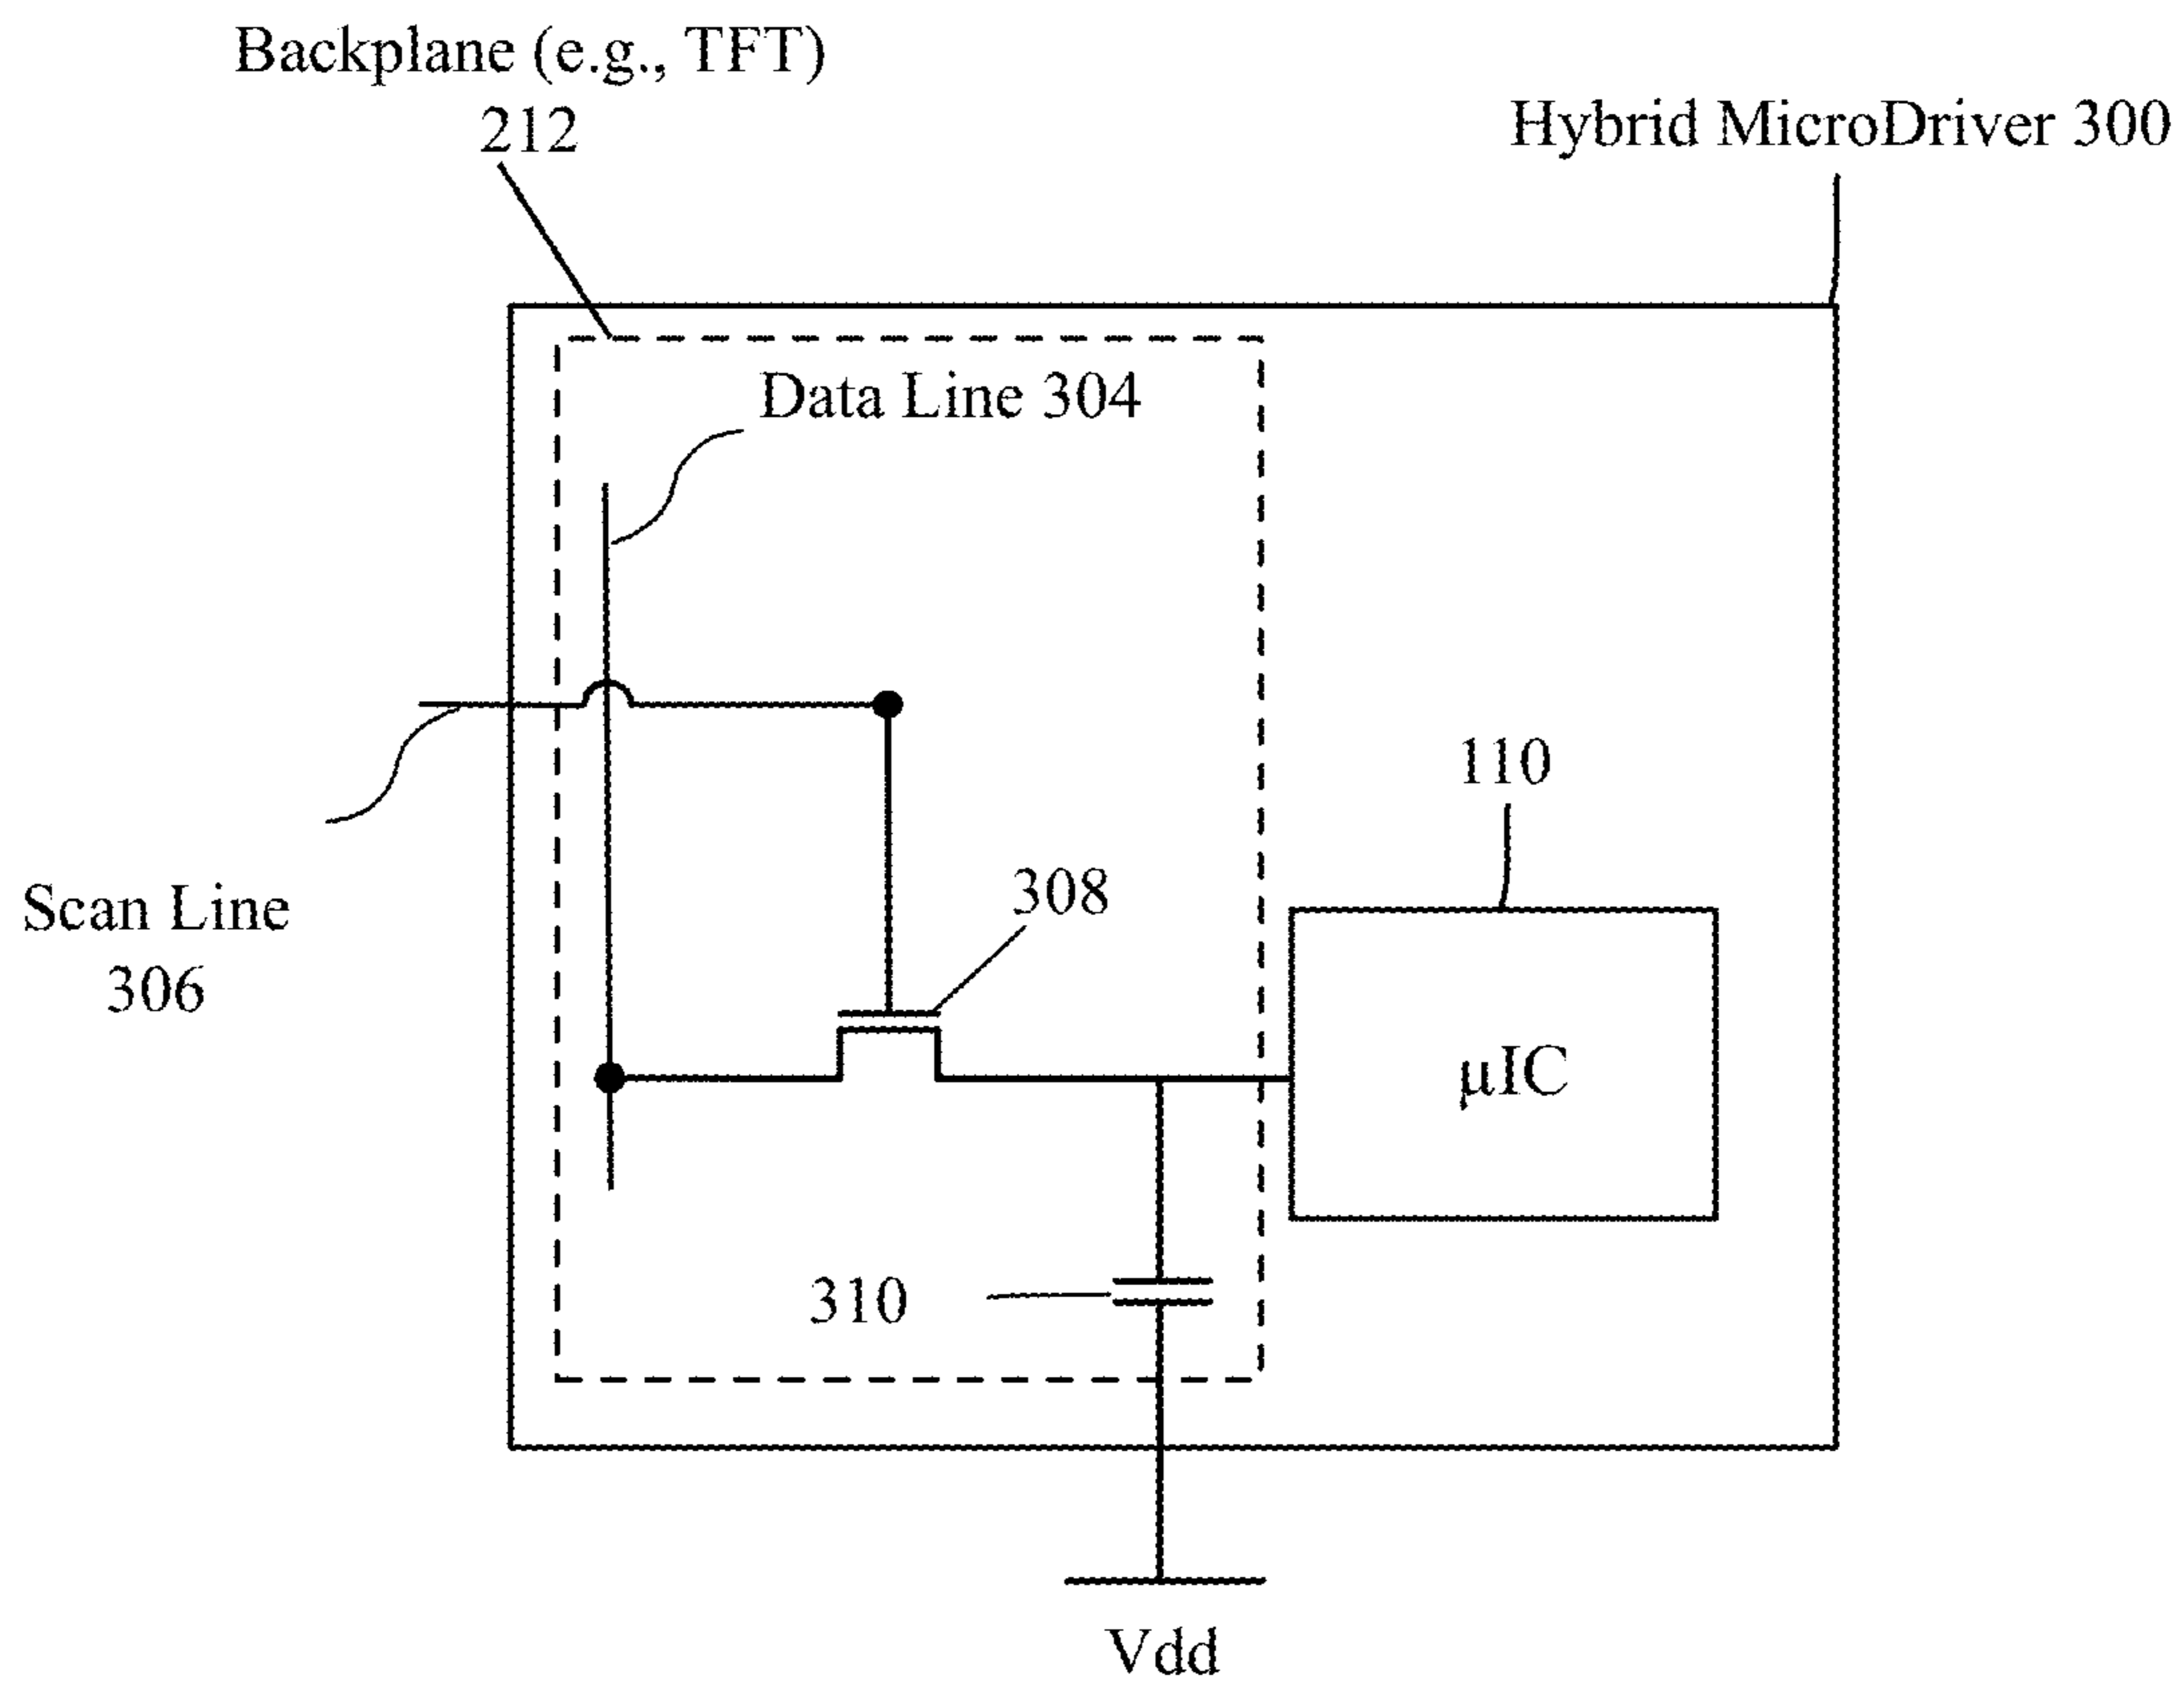 Backplane (e.g., TFT)
212
Hybrid MicroDriver 300
Data Line 304
110
308
Scan Line
306
µIC
310
Vdd